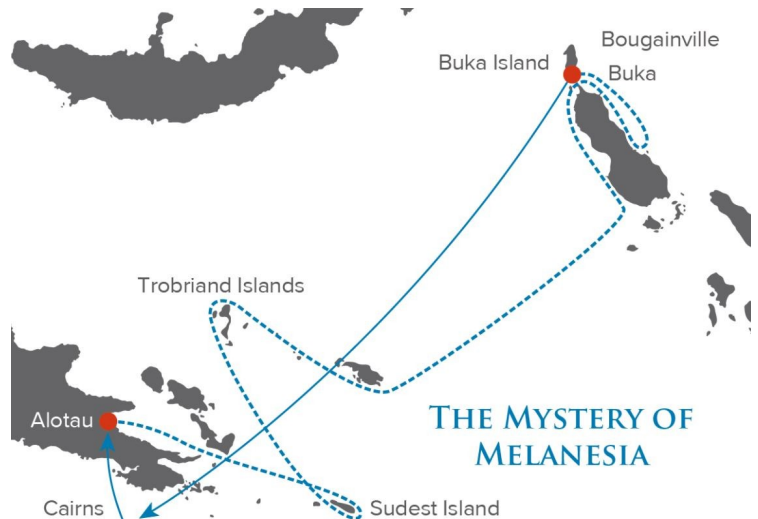 Bougainville
Buka Island
Buka
Trobriand Islands
Alotau
THE MYSTERY OF
MELANESIA
Cairns
Sudest Island